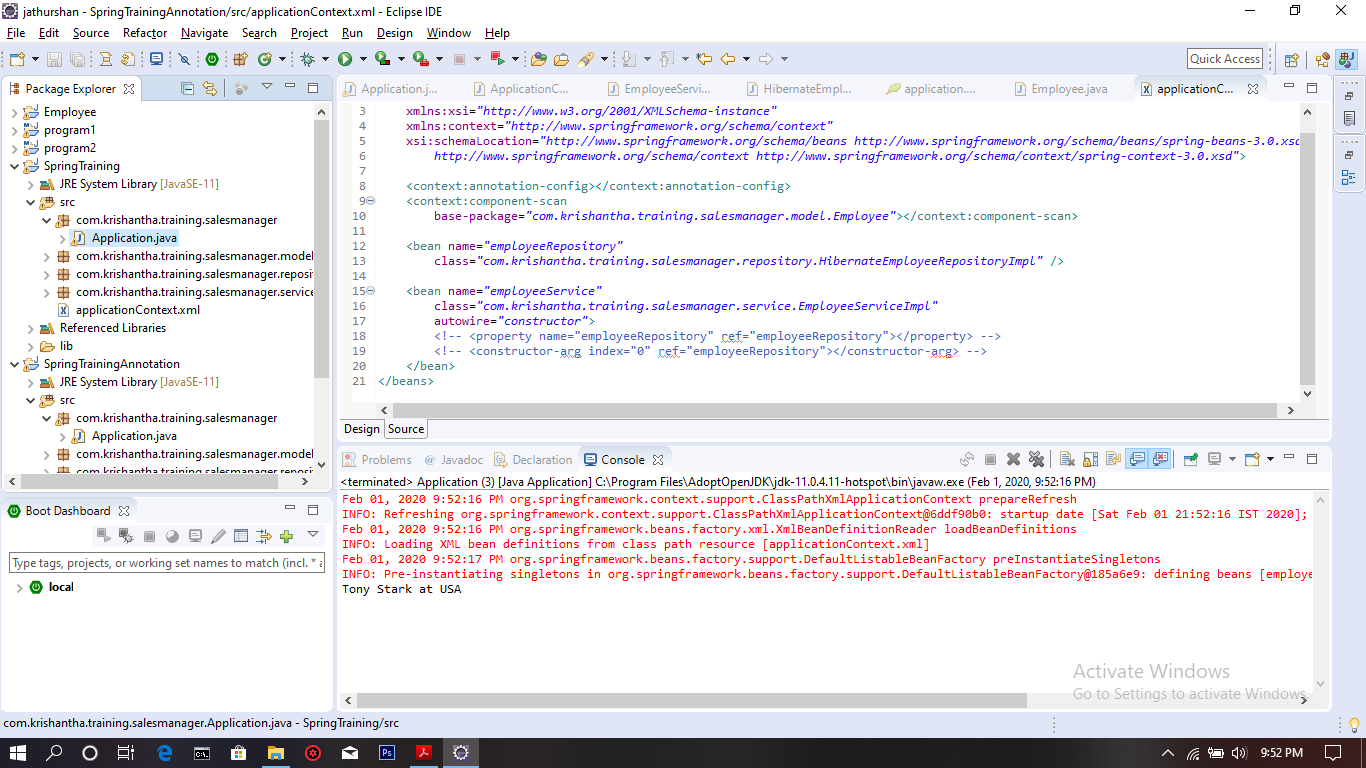 jathurshan - SpringTrainingAnnotation/src/applicationContext.xml - Eclipse IDE
File Edit Source Refactor Navigate Search Project Run Design Window Help
Quick Access
Package Explorer
Employee
program1
program2
SpringTraining
JRE System Library [JavaSE-11]
src
com.krishantha.training.salesmanager
Application.java
com.krishantha.training.salesmanager.model
com.krishantha.training.salesmanager.reposi
com.krishantha.training.salesmanager.service
applicationContext.xml
Referenced Libraries
lib
SpringTrainingAnnotation
JRE System Library [JavaSE-11]
src
com.krishantha.training.salesmanager
Application.java
com.krishantha.training.salesmanager.model
com.krishantha.training.salesmanager.reposi
Boot Dashboard
Type tags, projects, or working set names to match (incl. * a
local
Application.j... ApplicationC... EmployeeServi... HibernateEmpl... application.... Employee.java applicationC...
3 xmlns:xsi="http://www.w3.org/2001/XMLSchema-instance"
4 xmlns:context="http://www.springframework.org/schema/context"
5 xsi:schemaLocation="http://www.springframework.org/schema/beans http://www.springframework.org/schema/beans/spring-beans-3.0.xsd
6 http://www.springframework.org/schema/context http://www.springframework.org/schema/context/spring-context-3.0.xsd">
7
8 <context:annotation-config></context:annotation-config>
9 <context:component-scan
10 base-package="com.krishantha.training.salesmanager.model.Employee"></context:component-scan>
11
12 <bean name="employeeRepository"
13 class="com.krishantha.training.salesmanager.repository.HibernateEmployeeRepositoryImpl" />
14
15 <bean name="employeeService"
16 class="com.krishantha.training.salesmanager.service.EmployeeServiceImpl"
17 autowire="constructor">
18 <!-- <property name="employeeRepository" ref="employeeRepository"></property> -->
19 <!-- <constructor-arg index="0" ref="employeeRepository"></constructor-arg> -->
20 </bean>
21 </beans>
Design Source
Problems @ Javadoc Declaration Console
<terminated> Application (3) [Java Application] C:\Program Files\AdoptOpenJDK\jdk-11.0.4.11-hotspot\bin\javaw.exe (Feb 1, 2020, 9:52:16 PM)
Feb 01, 2020 9:52:16 PM org.springframework.context.support.ClassPathXmlApplicationContext prepareRefresh
INFO: Refreshing org.springframework.context.support.ClassPathXmlApplicationContext@6ddf90b0: startup date [Sat Feb 01 21:52:16 IST 2020];
Feb 01, 2020 9:52:16 PM org.springframework.beans.factory.xml.XmlBeanDefinitionReader loadBeanDefinitions
INFO: Loading XML bean definitions from class path resource [applicationContext.xml]
Feb 01, 2020 9:52:17 PM org.springframework.beans.factory.support.DefaultListableBeanFactory preInstantiateSingletons
INFO: Pre-instantiating singletons in org.springframework.beans.factory.support.DefaultListableBeanFactory@185a6e9: defining beans [employe
Tony Stark at USA
Activate Windows
Go to Settings to activate Windows.
com.krishantha.training.salesmanager.Application.java - SpringTraining/src
C:\_
Ps
9:52 PM